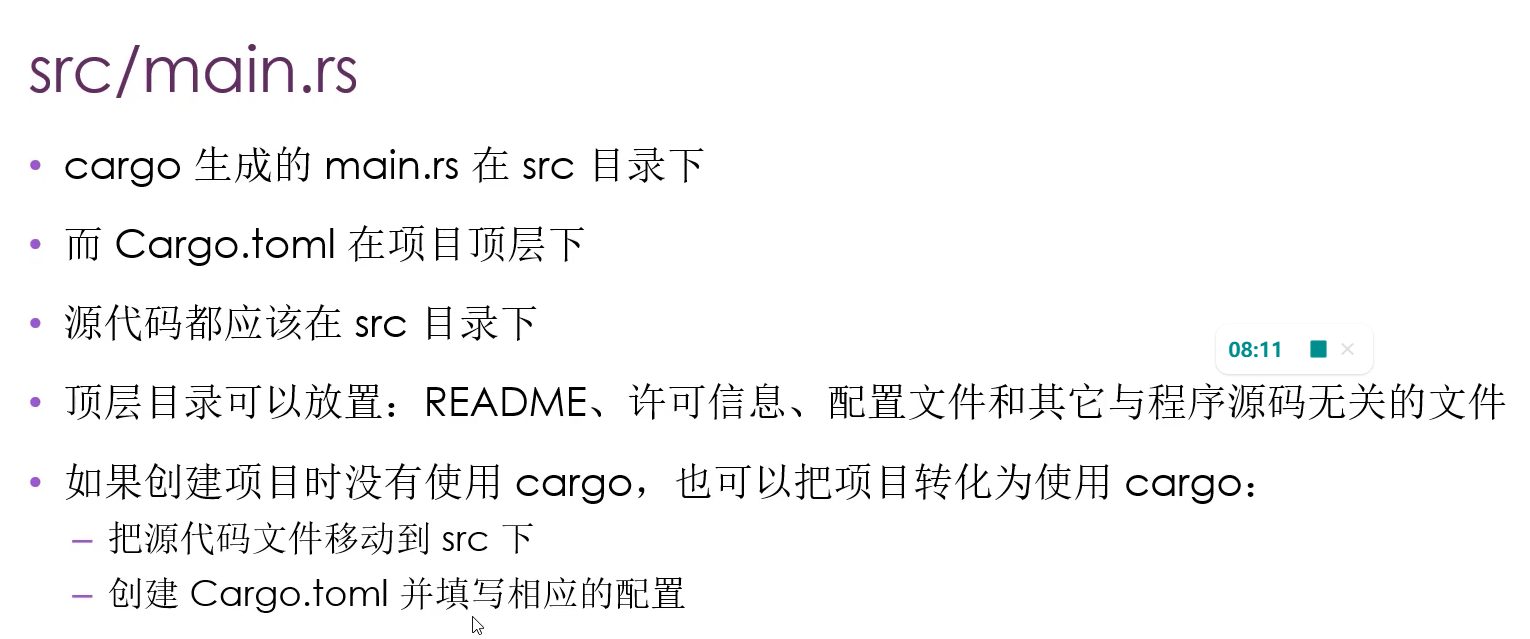 src/main.rs
• cargo 生成的 main.rs 在 src 目录下
• 而 Cargo.toml 在项目顶层下
• 源代码都应该在 src 目录下
08:11
• 顶层目录可以放置：README、许可信息、配置文件和其它与程序源码无关的文件
• 如果创建项目时没有使用 cargo，也可以把项目转化为使用 cargo：
– 把源代码文件移动到 src 下
– 创建 Cargo.toml 并填写相应的配置